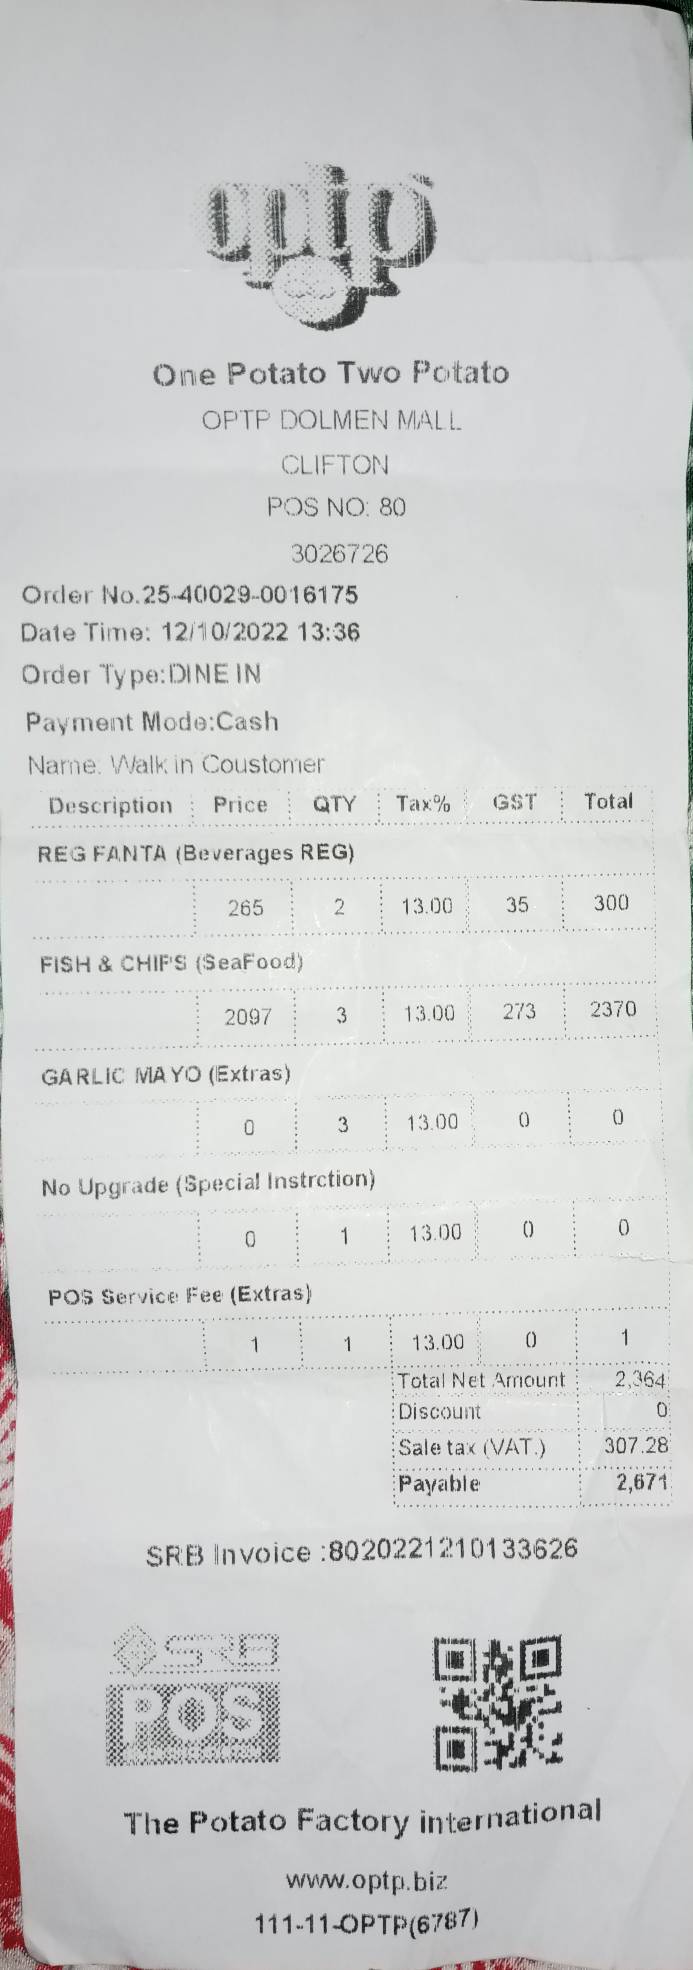 optp
One Potato Two Potato
OPTP DOLMEN MALL
CLIFTON
POS NO: 80
3026726
Order No.25-40029-0016175
Date Time: 12/10/2022 13:36
Order Type:DINE IN
Payment Mode:Cash
Name: Walk in Coustomer
Description Price QTY Tax% GST Total
REG FANTA (Beverages REG)
265 2 13.00 35 300
FISH & CHIPS (SeaFood)
2097 3 13.00 273 2370
GARLIC MAYO (Extras)
0 3 13.00 0 0
No Upgrade (Special Instrction)
0 1 13.00 0 0
POS Service Fee (Extras)
1 1 13.00 0 1
Total Net Amount 2,364
Discount 0
Sale tax (VAT.) 307.28
Payable 2,671
SRB Invoice :8020221210133626
SRB
POS
The Potato Factory international
www.optp.biz
111-11-OPTP(6787)